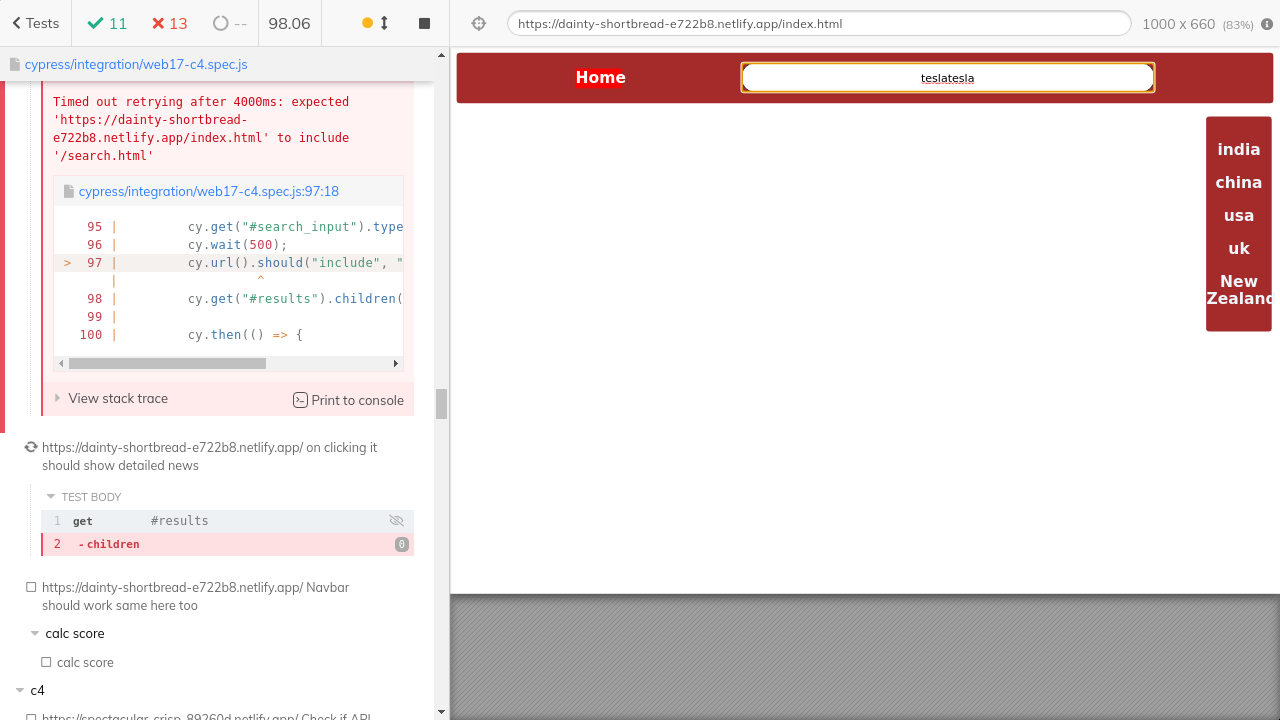 Tests
11
13
--
98.06
https://dainty-shortbread-e722b8.netlify.app/index.html
1000 x 660 (83%)
cypress/integration/web17-c4.spec.js
Timed out retrying after 4000ms: expected
'https://dainty-shortbread-
e722b8.netlify.app/index.html' to include
'/search.html'
cypress/integration/web17-c4.spec.js:97:18
95 | cy.get("#search_input").type
96 | cy.wait(500);
> 97 | cy.url().should("include", "
| ^
98 | cy.get("#results").children(
99 |
100 | cy.then(() => {
View stack trace
Print to console
https://dainty-shortbread-e722b8.netlify.app/ on clicking it
should show detailed news
TEST BODY
1 get #results
2 -children 0
https://dainty-shortbread-e722b8.netlify.app/ Navbar
should work same here too
calc score
calc score
c4
https://spectacular-crisp-89260d.netlify.app/ Check if API
Home
teslatesla
india
china
usa
uk
New
Zealand